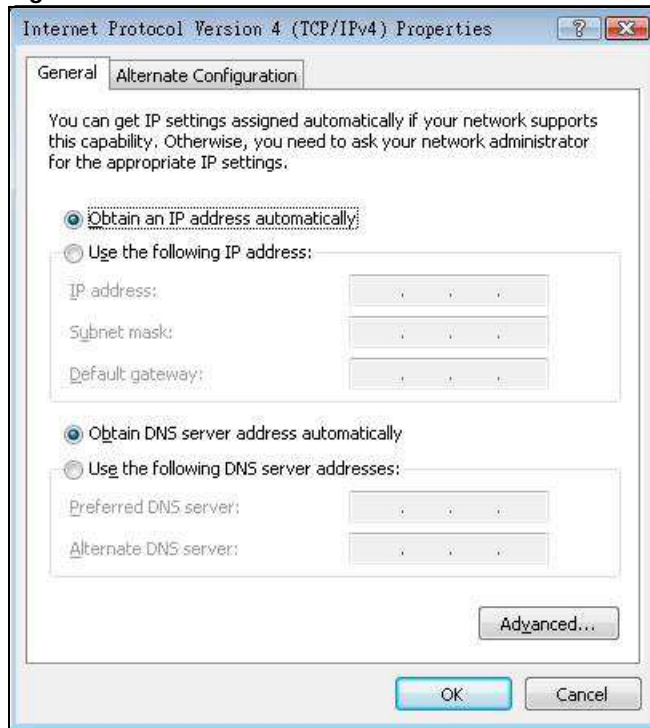 Internet Protocol Version 4 (TCP/IPv4) Properties
General
Alternate Configuration
You can get IP settings assigned automatically if your network supports
this capability. Otherwise, you need to ask your network administrator
for the appropriate IP settings.
Obtain an IP address automatically
Use the following IP address:
IP address:
Subnet mask:
Default gateway:
Obtain DNS server address automatically
Use the following DNS server addresses:
Preferred DNS server:
Alternate DNS server:
Advanced...
OK
Cancel